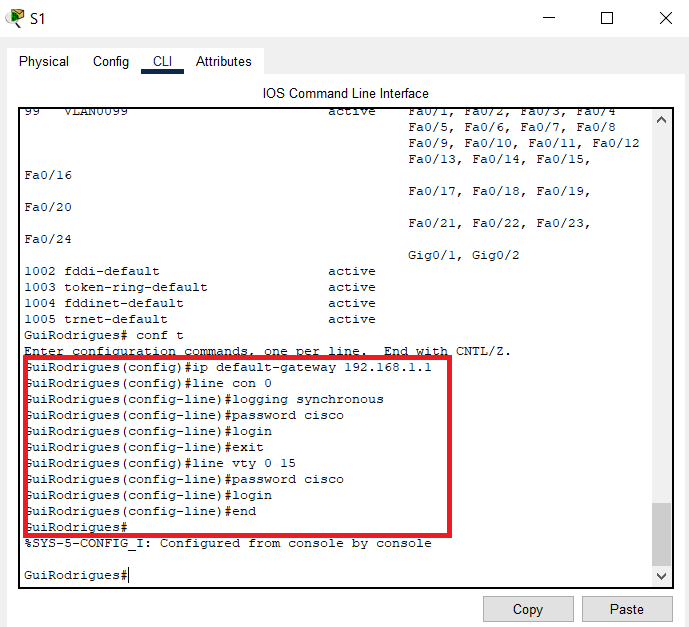 S1
Physical Config CLI Attributes
IOS Command Line Interface
99 VLAN0099 active Fa0/1, Fa0/2, Fa0/3, Fa0/4
Fa0/5, Fa0/6, Fa0/7, Fa0/8
Fa0/9, Fa0/10, Fa0/11, Fa0/12
Fa0/13, Fa0/14, Fa0/15,
Fa0/16
Fa0/17, Fa0/18, Fa0/19,
Fa0/20
Fa0/21, Fa0/22, Fa0/23,
Fa0/24
Gig0/1, Gig0/2
1002 fddi-default active
1003 token-ring-default active
1004 fddinet-default active
1005 trnet-default active
GuiRodrigues# conf t
Enter configuration commands, one per line. End with CNTL/Z.
GuiRodrigues(config)#ip default-gateway 192.168.1.1
GuiRodrigues(config)#line con 0
GuiRodrigues(config-line)#logging synchronous
GuiRodrigues(config-line)#password cisco
GuiRodrigues(config-line)#login
GuiRodrigues(config-line)#exit
GuiRodrigues(config)#line vty 0 15
GuiRodrigues(config-line)#password cisco
GuiRodrigues(config-line)#login
GuiRodrigues(config-line)#end
GuiRodrigues#
%SYS-5-CONFIG_I: Configured from console by console
GuiRodrigues#
Copy Paste